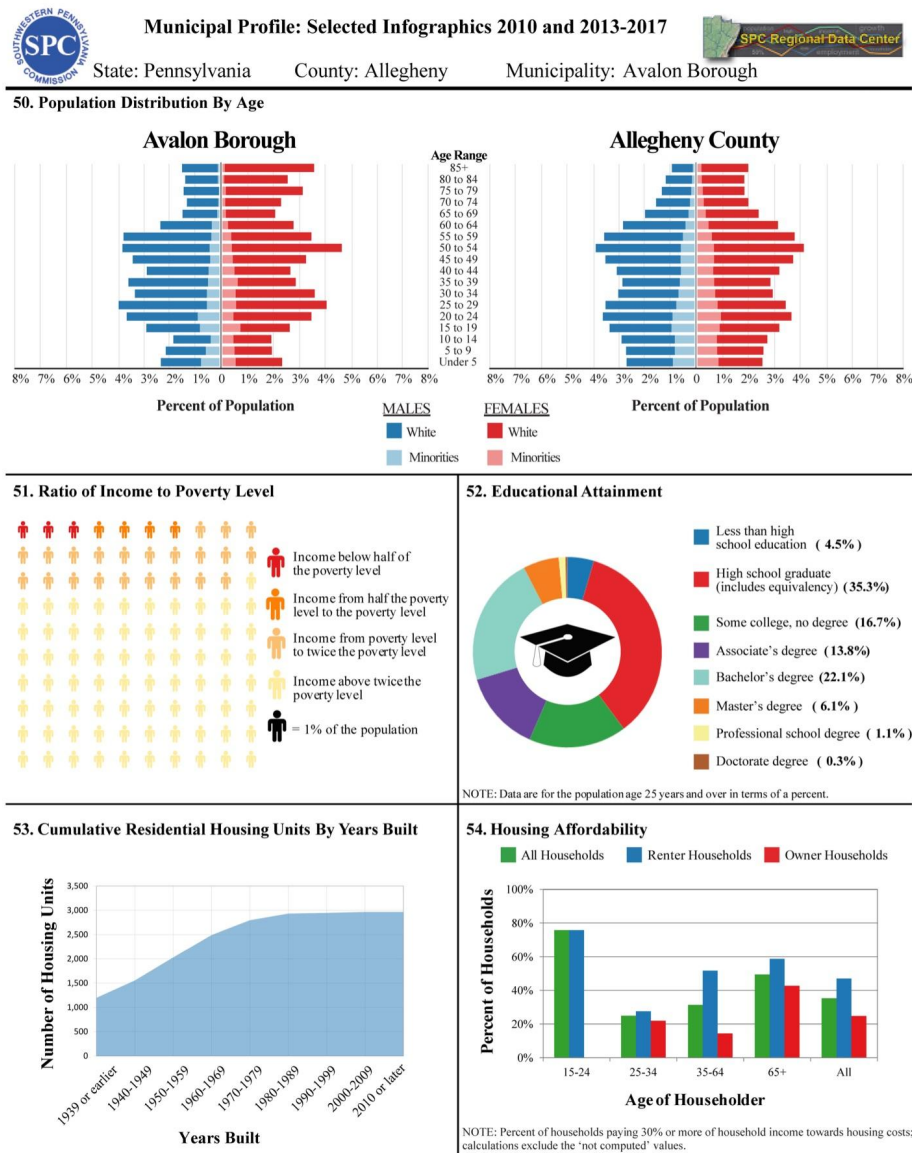 SOUTHWESTERN PENNSYLVANIA
SPC
COMMISSION
Municipal Profile: Selected Infographics 2010 and 2013-2017
SPC Regional Data Center
employment
State: Pennsylvania County: Allegheny Municipality: Avalon Borough
50. Population Distribution By Age
Avalon Borough
Allegheny County
Age Range
85+
80 to 84
75 to 79
70 to 74
65 to 69
60 to 64
55 to 59
50 to 54
45 to 49
40 to 44
35 to 39
30 to 34
25 to 29
20 to 24
15 to 19
10 to 14
5 to 9
Under 5
8% 7% 6% 5% 4% 3% 2% 1% 0 1% 2% 3% 4% 5% 6% 7% 8%
8% 7% 6% 5% 4% 3% 2% 1% 0 1% 2% 3% 4% 5% 6% 7% 8%
Percent of Population
Percent of Population
MALES FEMALES
White White
Minorities Minorities
51. Ratio of Income to Poverty Level
Income below half of
the poverty level
Income from half the poverty
level to the poverty level
Income from poverty level
to twice the poverty level
Income above twice the
poverty level
= 1% of the population
52. Educational Attainment
Less than high
school education ( 4.5%)
High school graduate
(includes equivalency) (35.3%)
Some college, no degree (16.7%)
Associate's degree (13.8%)
Bachelor's degree (22.1%)
Master's degree ( 6.1%)
Professional school degree ( 1.1%)
Doctorate degree ( 0.3%)
NOTE: Data are for the population age 25 years and over in terms of a percent.
53. Cumulative Residential Housing Units By Years Built
Number of Housing Units
3,500
3,000
2,500
2,000
1,500
1,000
500
0
1939 or earlier
1940-1949
1950-1959
1960-1969
1970-1979
1980-1989
1990-1999
2000-2009
2010 or later
Years Built
54. Housing Affordability
All Households Renter Households Owner Households
Percent of Households
100%
80%
60%
40%
20%
0%
15-24 25-34 35-64 65+ All
Age of Householder
NOTE: Percent of households paying 30% or more of household income towards housing costs;
calculations exclude the 'not computed' values.